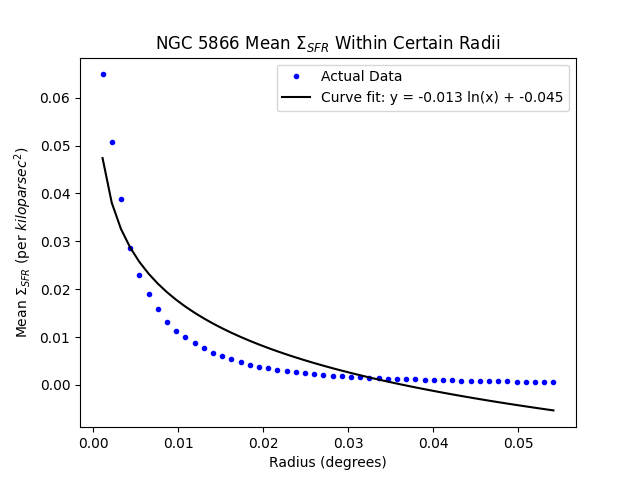 NGC 5866 Mean Σ_SFR Within Certain Radii
Actual Data
Curve fit: y = -0.013 ln(x) + -0.045
Mean Σ_SFR (per kiloparsec²)
0.06
0.05
0.04
0.03
0.02
0.01
0.00
0.00 0.01 0.02 0.03 0.04 0.05
Radius (degrees)